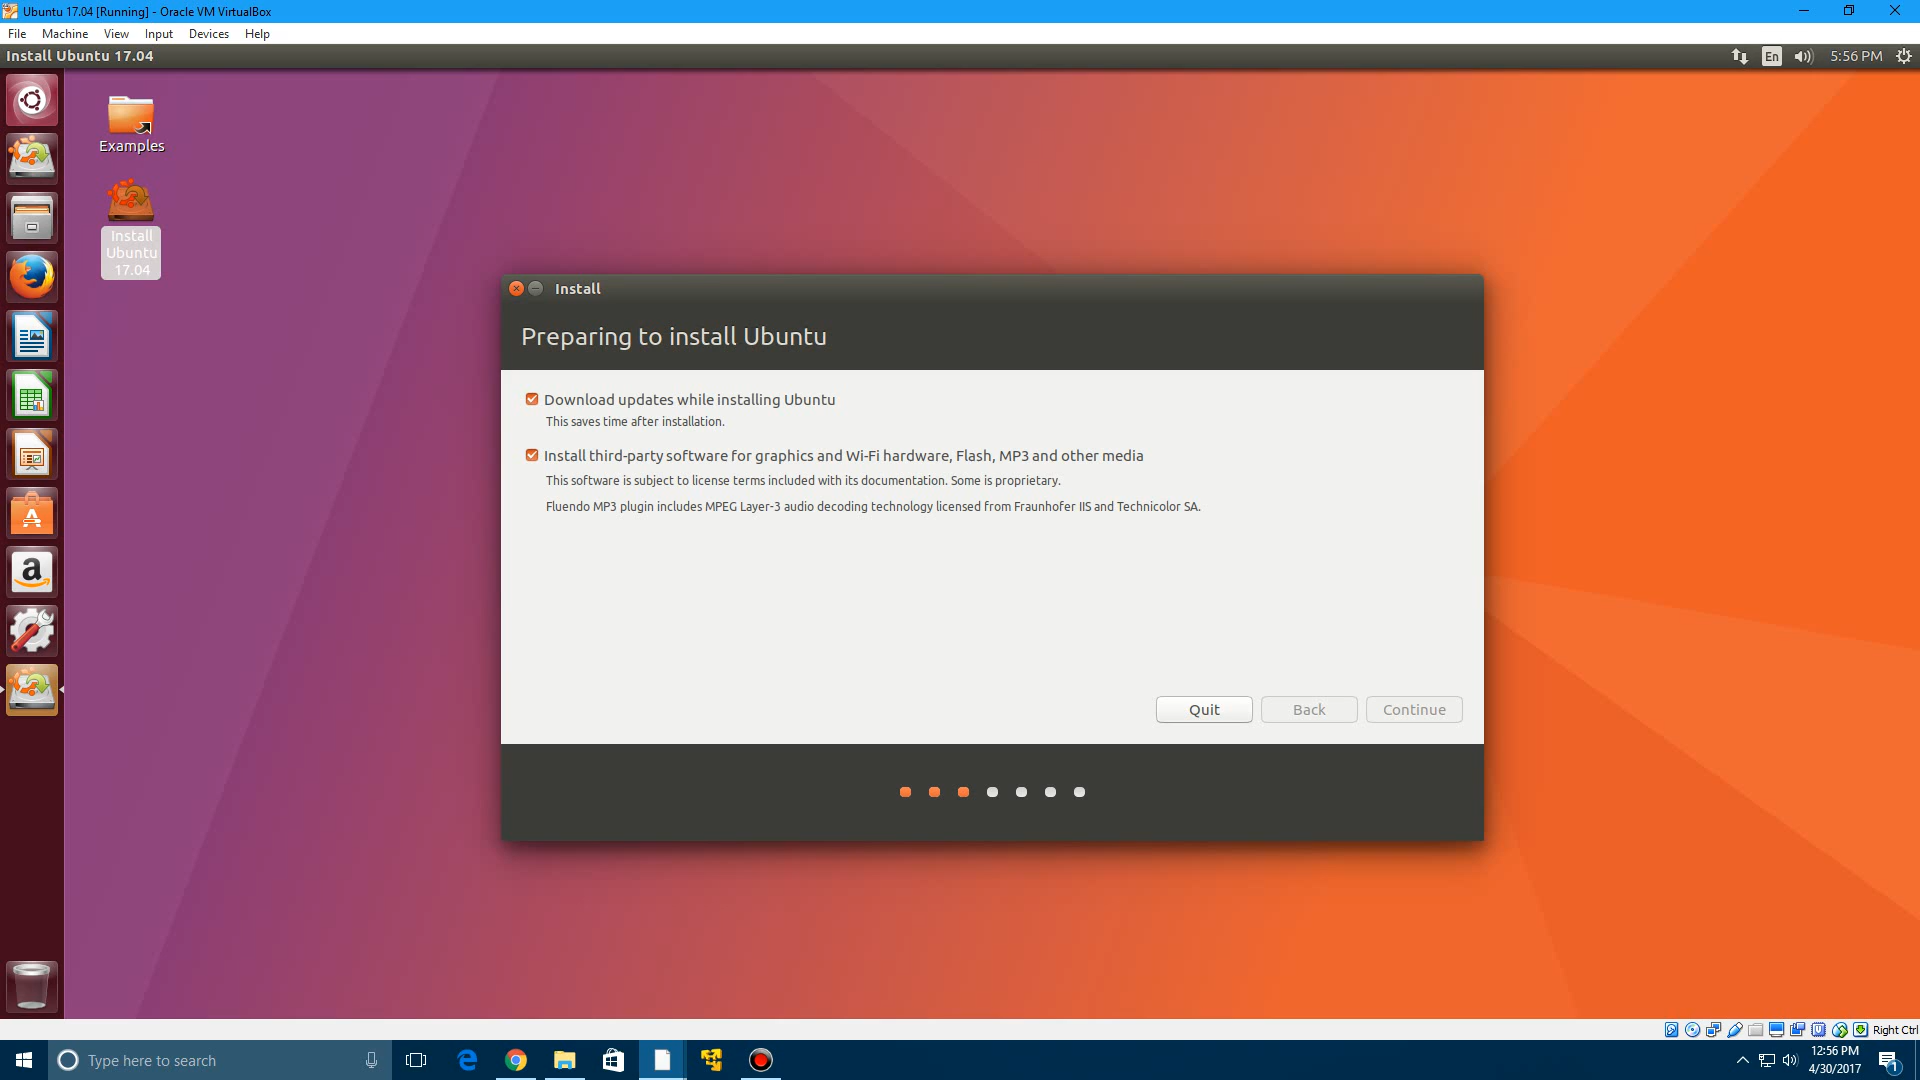 Ubuntu 17.04 [Running] - Oracle VM VirtualBox
File Machine View Input Devices Help
Install Ubuntu 17.04
En
5:56 PM
Examples
Install
Ubuntu
17.04
Install
Preparing to install Ubuntu
Download updates while installing Ubuntu
This saves time after installation.
Install third-party software for graphics and Wi-Fi hardware, Flash, MP3 and other media
This software is subject to license terms included with its documentation. Some is proprietary.
Fluendo MP3 plugin includes MPEG Layer-3 audio decoding technology licensed from Fraunhofer IIS and Technicolor SA.
Quit
Back
Continue
A
a
Right Ctrl
Type here to search
12:56 PM
4/30/2017
1